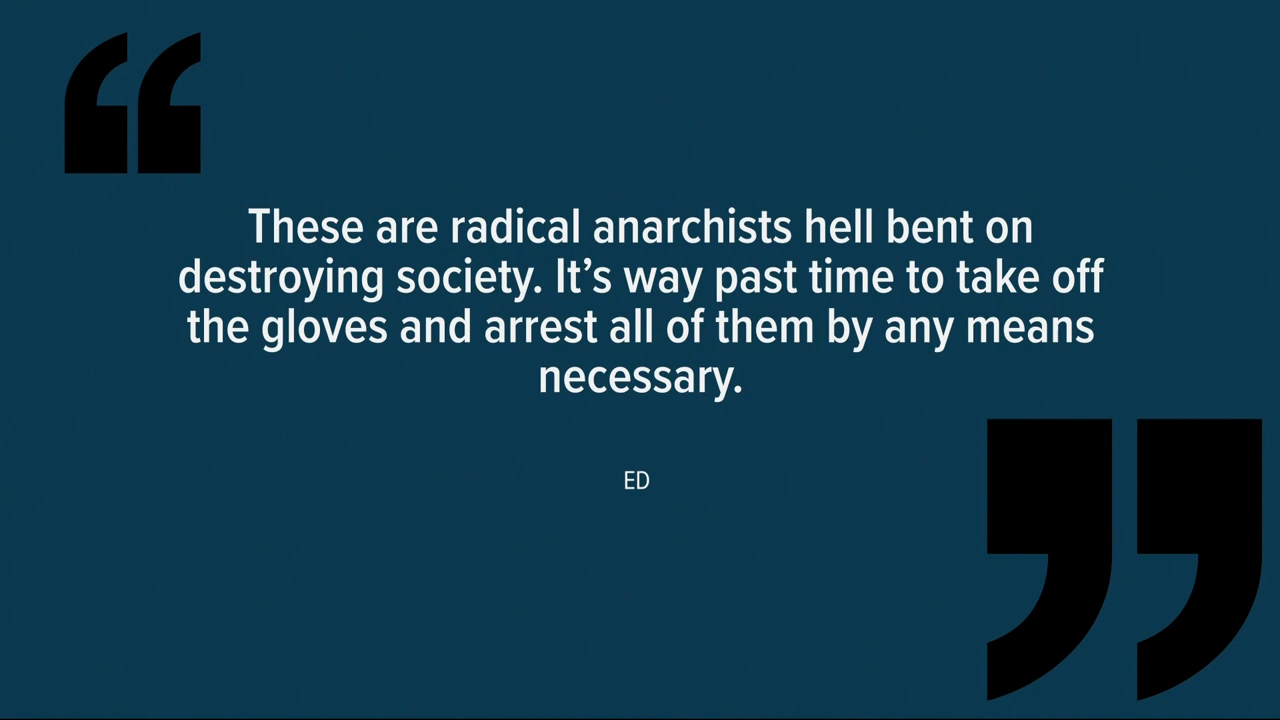 “
These are radical anarchists hell bent on
destroying society. It’s way past time to take off
the gloves and arrest all of them by any means
necessary.
ED
”